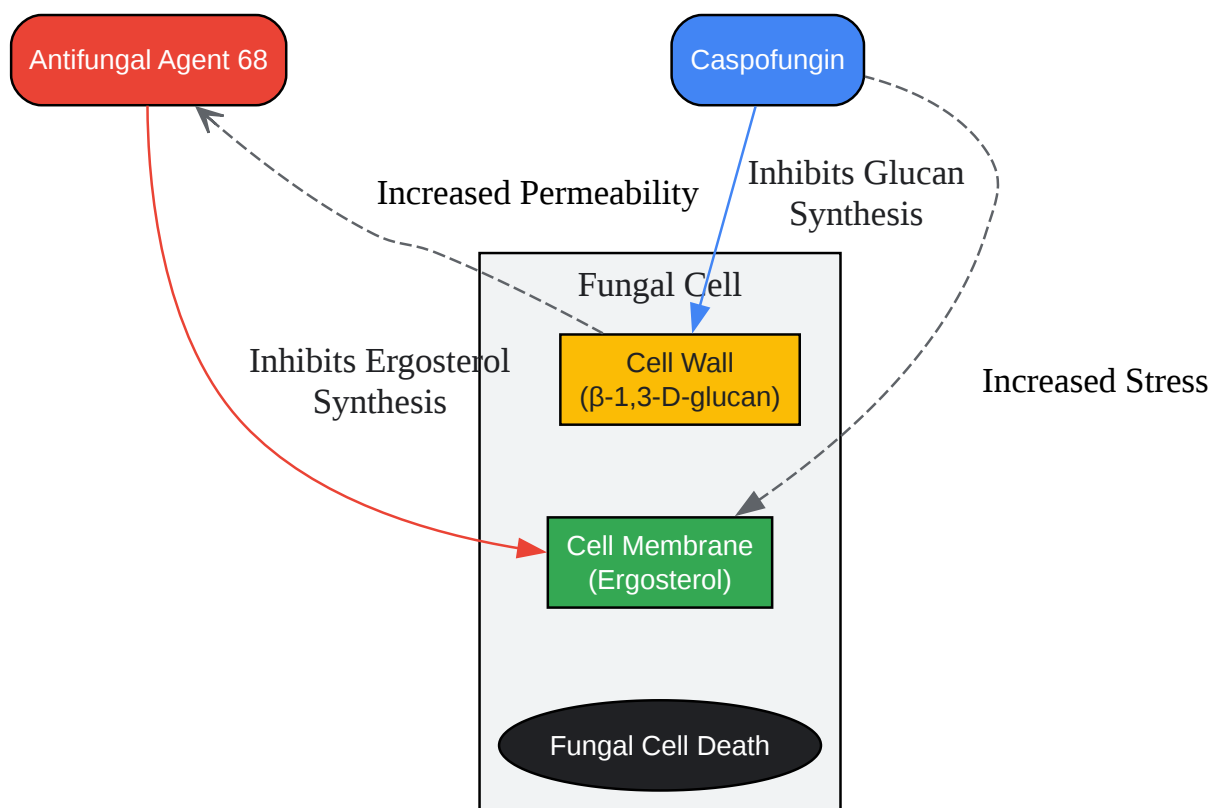 Antifungal Agent 68
Caspofungin
Increased Permeability
Inhibits Glucan
Synthesis
Fungal Cell
Inhibits Ergosterol
Synthesis
Cell Wall
(β-1,3-D-glucan)
Increased Stress
Cell Membrane
(Ergosterol)
Fungal Cell Death